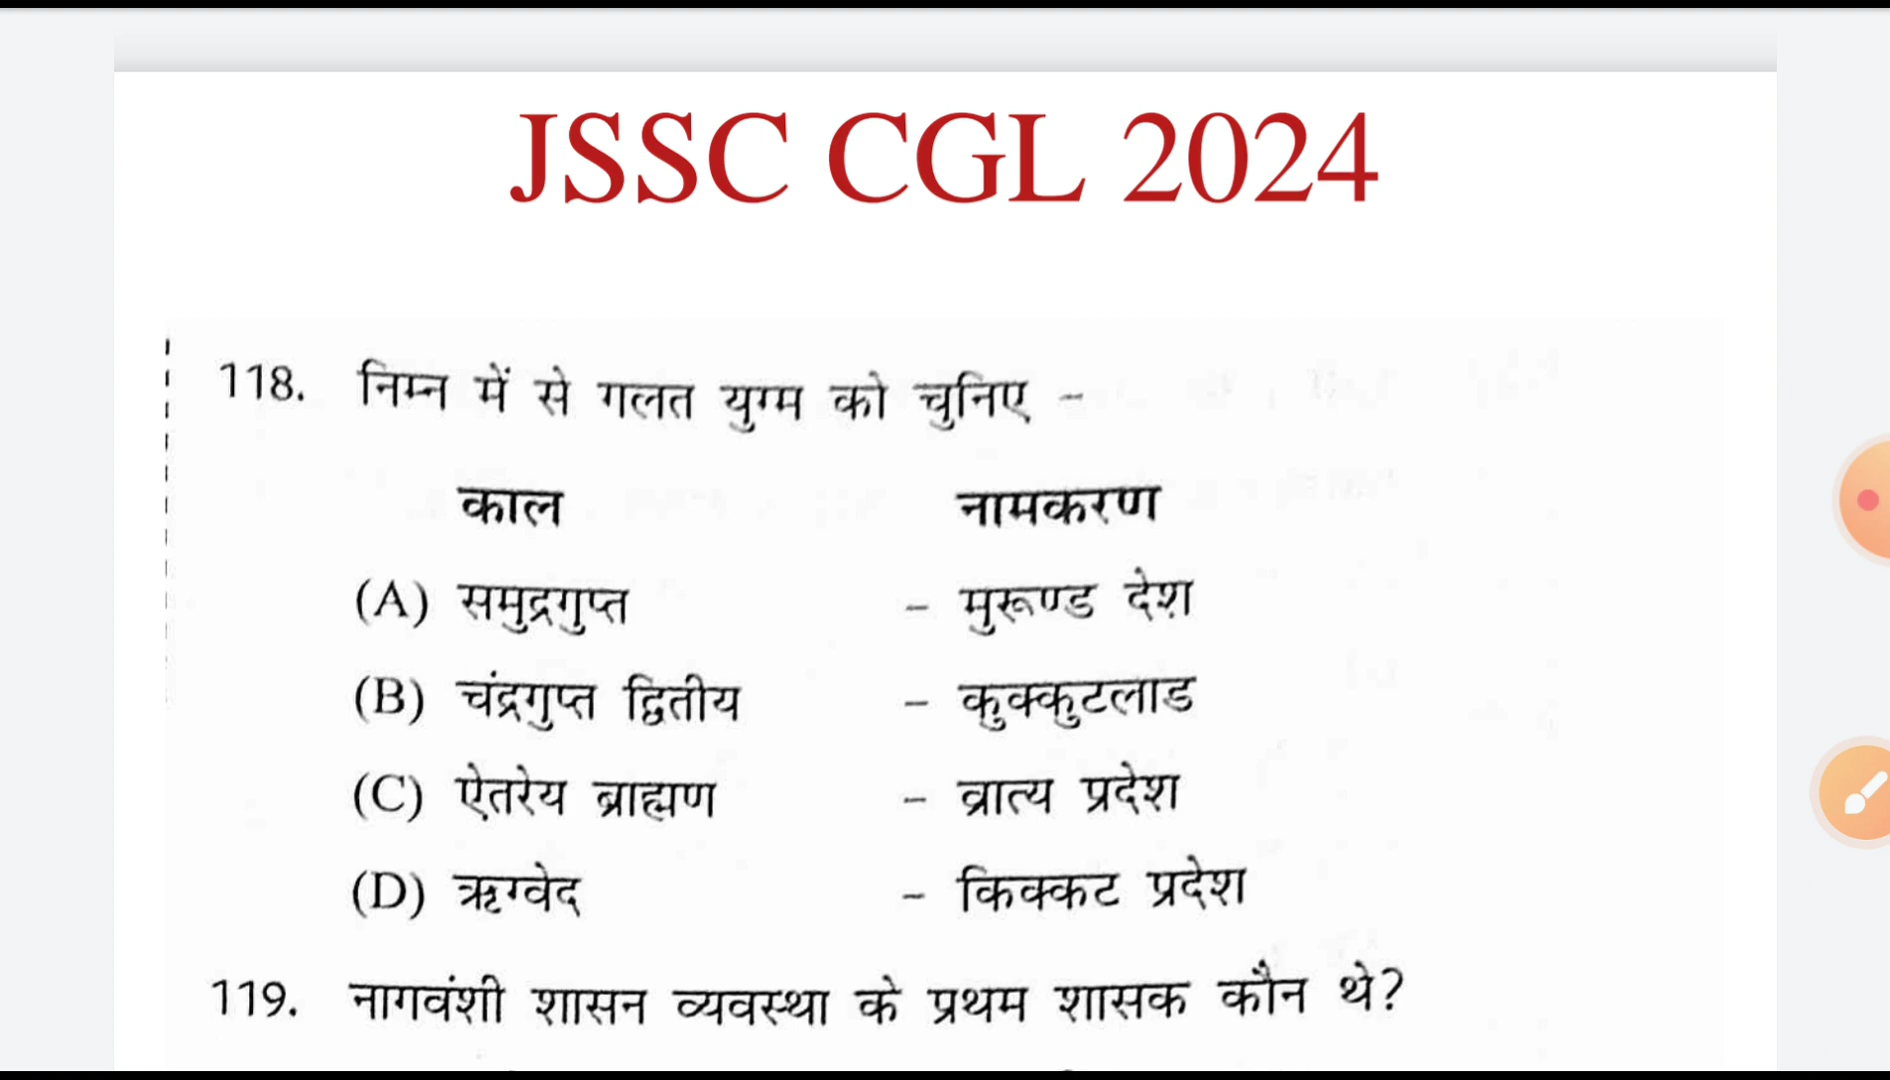 JSSC CGL 2024
118. निम्न में से गलत युग्म को चुनिए -
काल नामकरण
(A) समुद्रगुप्त - मुरूण्ड देश
(B) चंद्रगुप्त द्वितीय - कुक्कुटलाड
(C) ऐतरेय ब्राह्मण - व्रात्य प्रदेश
(D) ऋग्वेद - किक्कट प्रदेश
119. नागवंशी शासन व्यवस्था के प्रथम शासक कौन थे?